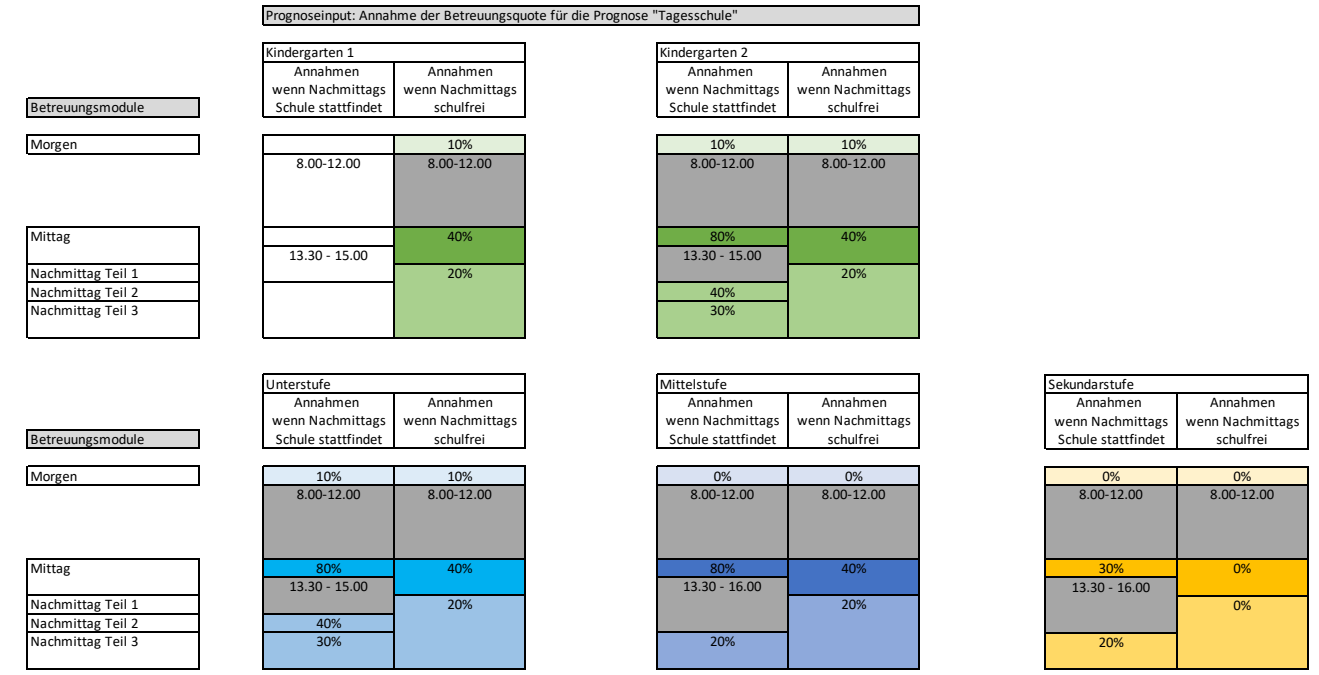 Prognoseinput: Annahme der Betreuungsquote für die Prognose "Tagesschule"
Kindergarten 1 Kindergarten 2
Annahmen Annahmen Annahmen Annahmen
wenn Nachmittags wenn Nachmittags wenn Nachmittags wenn Nachmittags
Betreuungsmodule Schule stattfindet schulfrei Schule stattfindet schulfrei
Morgen 10% 10% 10%
8.00-12.00 8.00-12.00 8.00-12.00 8.00-12.00
Mittag 40% 80% 40%
13.30 - 15.00 13.30 - 15.00
Nachmittag Teil 1 20% 20%
Nachmittag Teil 2 40%
Nachmittag Teil 3 30%
Unterstufe Mittelstufe Sekundarstufe
Annahmen Annahmen Annahmen Annahmen Annahmen Annahmen
wenn Nachmittags wenn Nachmittags wenn Nachmittags wenn Nachmittags wenn Nachmittags wenn Nachmittags
Betreuungsmodule Schule stattfindet schulfrei Schule stattfindet schulfrei Schule stattfindet schulfrei
Morgen 10% 10% 0% 0% 0% 0%
8.00-12.00 8.00-12.00 8.00-12.00 8.00-12.00 8.00-12.00 8.00-12.00
Mittag 80% 40% 80% 40% 30% 0%
13.30 - 15.00 13.30 - 16.00 13.30 - 16.00
Nachmittag Teil 1 20% 20% 0%
Nachmittag Teil 2 40%
Nachmittag Teil 3 30% 20% 20%